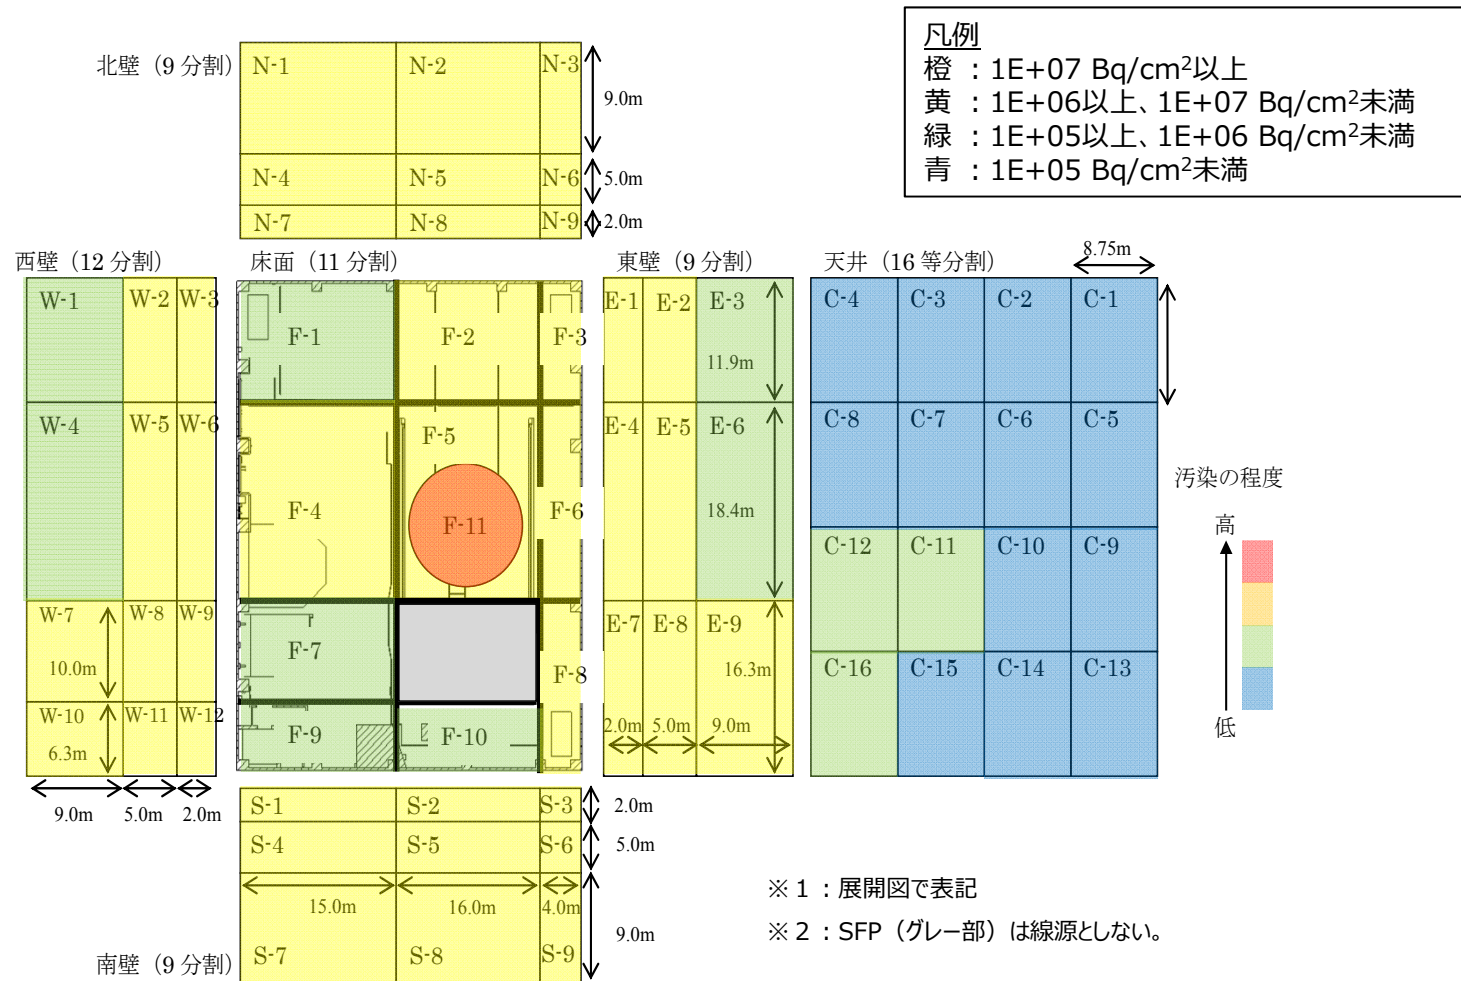 凡例
橙 : 1E+07 Bq/cm²以上
黄 : 1E+06以上、1E+07 Bq/cm²未満
緑 : 1E+05以上、1E+06 Bq/cm²未満
青 : 1E+05 Bq/cm²未満
北壁（9 分割）
N-1 N-2 N-3
9.0m
N-4 N-5 N-6
5.0m
N-7 N-8 N-9
2.0m
西壁（12 分割）
W-1 W-2 W-3
W-4 W-5 W-6
W-7 W-8 W-9
10.0m
W-10 W-11 W-12
6.3m
9.0m 5.0m 2.0m
床面（11 分割）
F-1 F-2 F-3
F-5
F-4 F-11 F-6
F-7 F-8
F-9 F-10
東壁（9 分割）
E-1 E-2 E-3
11.9m
E-4 E-5 E-6
18.4m
E-7 E-8 E-9
16.3m
2.0m 5.0m 9.0m
天井（16 等分割）
8.75m
C-4 C-3 C-2 C-1
C-8 C-7 C-6 C-5
C-12 C-11 C-10 C-9
C-16 C-15 C-14 C-13
汚染の程度
高
低
S-1 S-2 S-3
2.0m
S-4 S-5 S-6
5.0m
15.0m 16.0m 4.0m
S-7 S-8 S-9
9.0m
南壁（9 分割）
※１：展開図で表記
※２：SFP（グレー部）は線源としない。